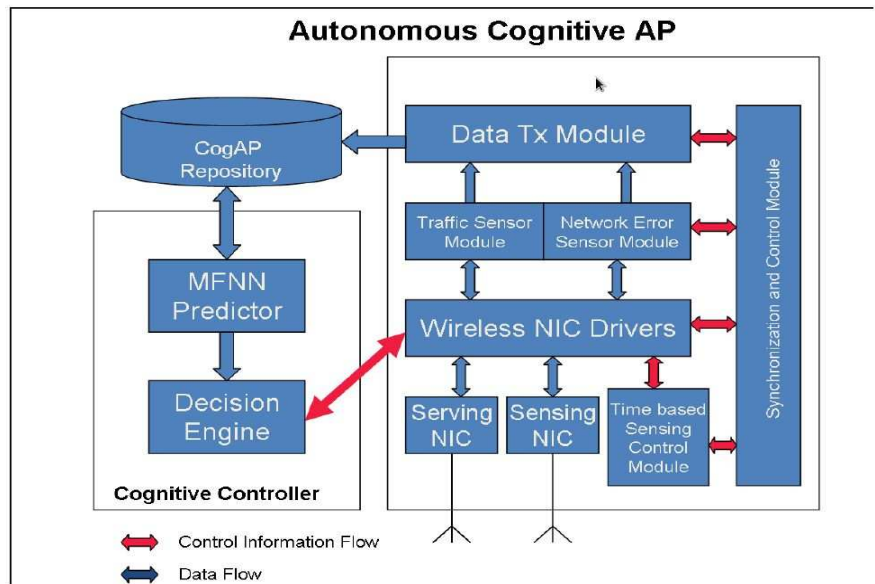 Autonomous Cognitive AP
CogAP
Repository
Data Tx Module
Traffic Sensor
Module
Network Error
Sensor Module
Synchronization and Control Module
MFNN
Predictor
Wireless NIC Drivers
Decision
Engine
Serving
NIC
Sensing
NIC
Time based
Sensing
Control
Module
Cognitive Controller
Control Information Flow
Data Flow